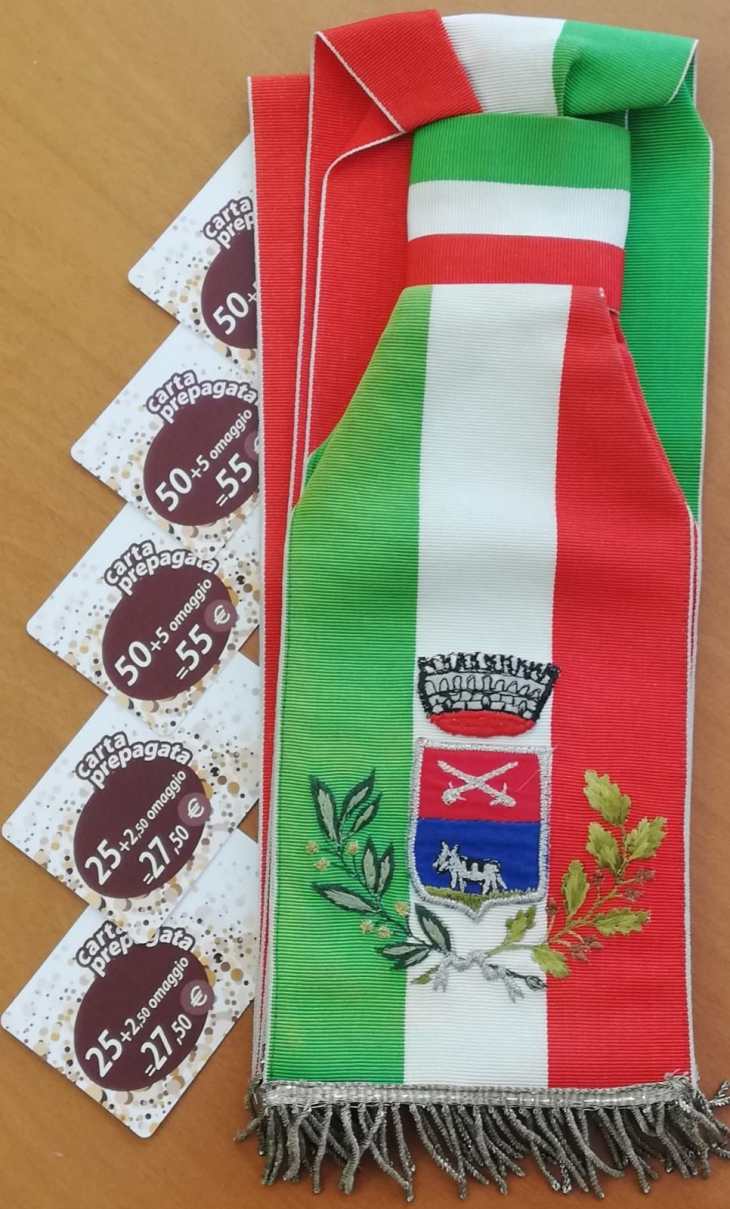 carta
50
carta
prepagata
50+5 omaggio
=55
carta
prepagata
50+5 omaggio
=55 €
carta
prepagata
25+2,50 omaggio
=27,50 €
carta
prepagata
25+2,50 omaggio
=27,50 €